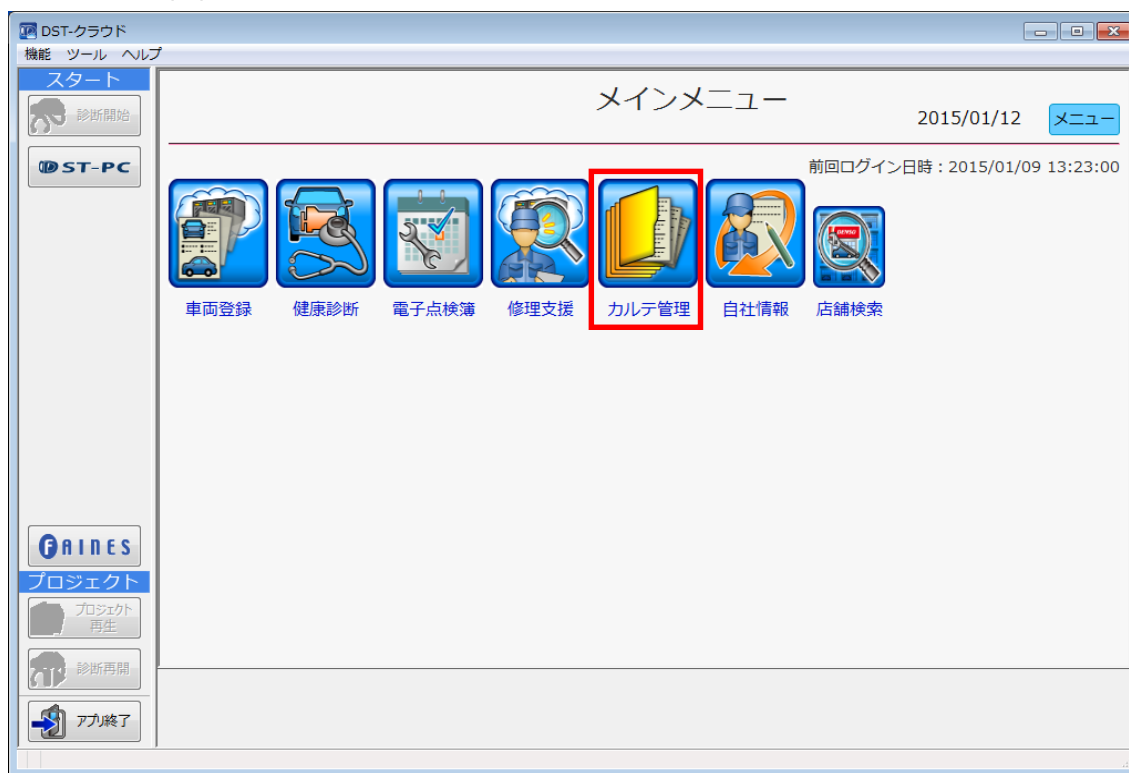 DST-クラウド
機能 ツール ヘルプ
スタート
診断開始
DST-PC
メインメニュー
2015/01/12
メニュー
前回ログイン日時：2015/01/09 13:23:00
車両登録
健康診断
電子点検簿
修理支援
カルテ管理
自社情報
DENSO
店舗検索
FAINES
プロジェクト
プロジェクト
再生
診断再開
アプリ終了